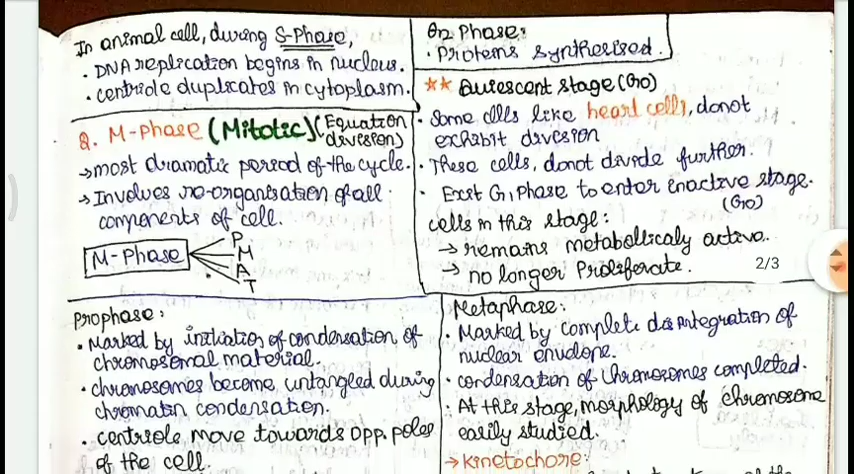 In animal cell, during S-Phase,
• DNA replication begins in nucleus.
• centriole duplicates in cytoplasm.
G2 Phase:
• Proteins synthesised.
** Quiescent stage (G0)
• Some cells like heart cells, donot
exhibit division
• These cells, donot divide further.
• Exit G1 Phase to enter inactive stage.
(G0)
cells in this stage:
→ remains metabollicaly active.
→ no longer Proliferate.
2/3
2. M-Phase (Mitotic) (Equation
division)
→ most dramatic period of the cycle.
→ Involves re-organisation of all
components of cell.
M-Phase
P
M
A
T
Prophase:
• Marked by initiation of condensation of
chromosomal material.
• chromosomes become untangled during
chromatin condensation.
• centriole move towards opp. poles
of the cell.
Metaphase:
• Marked by complete disintegration of
nuclear envelope.
• condensation of chromosomes completed.
At this stage, morphology of chromosome
easily studied.
→ kinetochore: